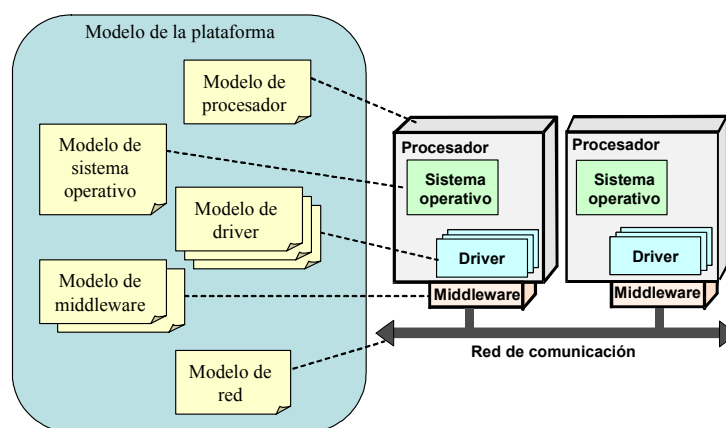 Modelo de la plataforma
Modelo de
procesador
Modelo de
sistema
operativo
Modelo de
driver
Modelo de
middleware
Modelo de
red
Procesador
Sistema
operativo
Driver
Middleware
Procesador
Sistema
operativo
Driver
Middleware
Red de comunicación